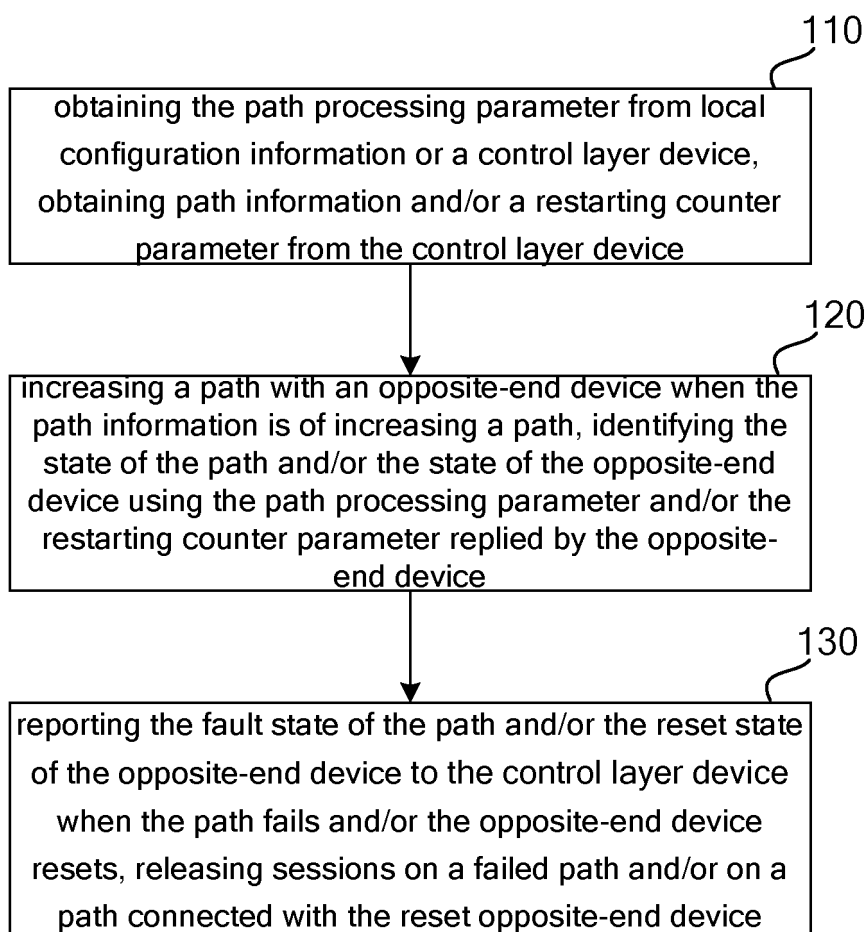 110
obtaining the path processing parameter from local
configuration information or a control layer device,
obtaining path information and/or a restarting counter
parameter from the control layer device
120
increasing a path with an opposite-end device when the
path information is of increasing a path, identifying the
state of the path and/or the state of the opposite-end
device using the path processing parameter and/or the
restarting counter parameter replied by the opposite-
end device
130
reporting the fault state of the path and/or the reset state
of the opposite-end device to the control layer device
when the path fails and/or the opposite-end device
resets, releasing sessions on a failed path and/or on a
path connected with the reset opposite-end device